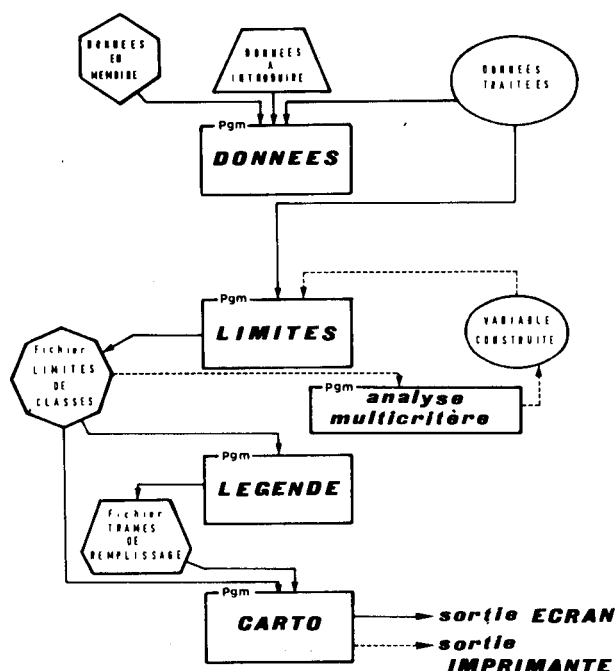 DONNEES
EN
MEMOIRE
DONNEES
A
INTRODUIRE
DONNEES
TRAITEES
Pgm
DONNEES
Pgm
LIMITES
VARIABLE
CONSTRUITE
Fichier
LIMITES
DE
CLASSES
Pgm
analyse
multicritère
Pgm
LEGENDE
Fichier
TRAMES
DE
REMPLISSAGE
Pgm
CARTO
sortie ECRAN
sortie
IMPRIMANTE